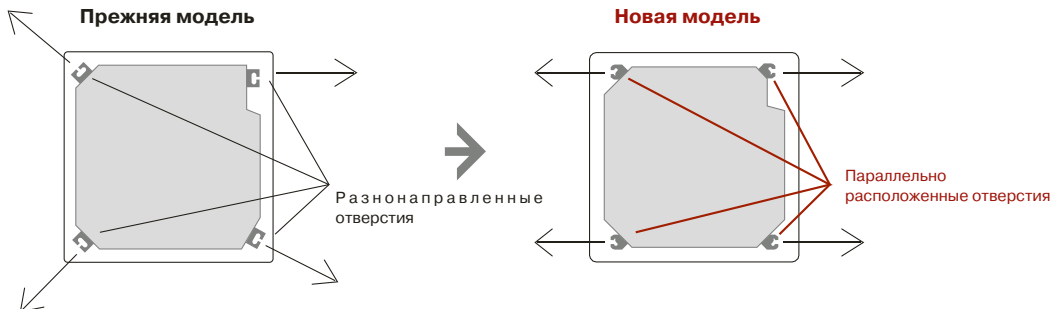 Прежняя модель
Новая модель
Разнонаправленные
отверстия
Параллельно
расположенные отверстия